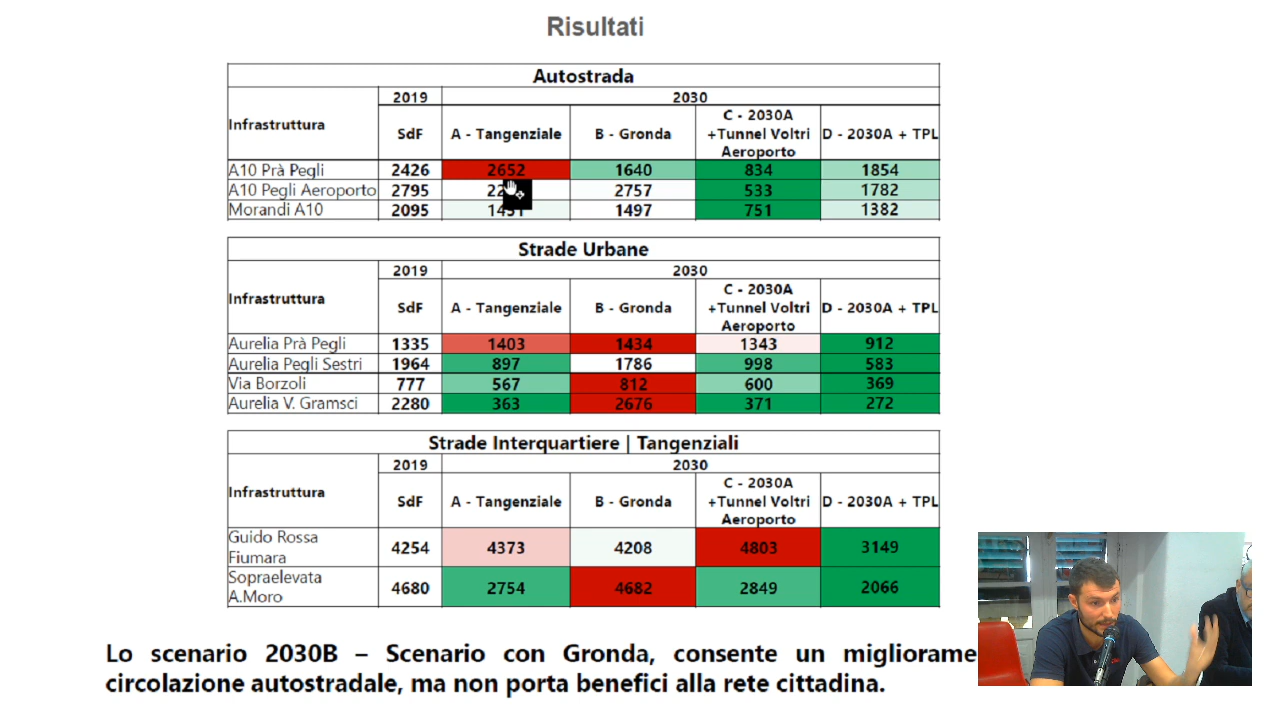 Risultati
Autostrada
Infrastruttura 2019 2030
SdF A - Tangenziale B - Gronda C - 2030A +Tunnel Voltri Aeroporto D - 2030A + TPL
A10 Prà Pegli 2426 2652 1640 834 1854
A10 Pegli Aeroporto 2795 2757 533 1782
Morandi A10 2095 1497 751 1382
Strade Urbane
Infrastruttura 2019 2030
SdF A - Tangenziale B - Gronda C - 2030A +Tunnel Voltri Aeroporto D - 2030A + TPL
Aurelia Prà Pegli 1335 1403 1434 1343 912
Aurelia Pegli Sestri 1964 897 1786 998 583
Via Borzoli 777 567 812 600 369
Aurelia V. Gramsci 2280 363 2676 371 272
Strade Interquartiere | Tangenziali
Infrastruttura 2019 2030
SdF A - Tangenziale B - Gronda C - 2030A +Tunnel Voltri Aeroporto D - 2030A + TPL
Guido Rossa Fiumara 4254 4373 4208 4803 3149
Sopraelevata A.Moro 4680 2754 4682 2849 2066
Lo scenario 2030B – Scenario con Gronda, consente un migliorame
circolazione autostradale, ma non porta benefici alla rete cittadina.